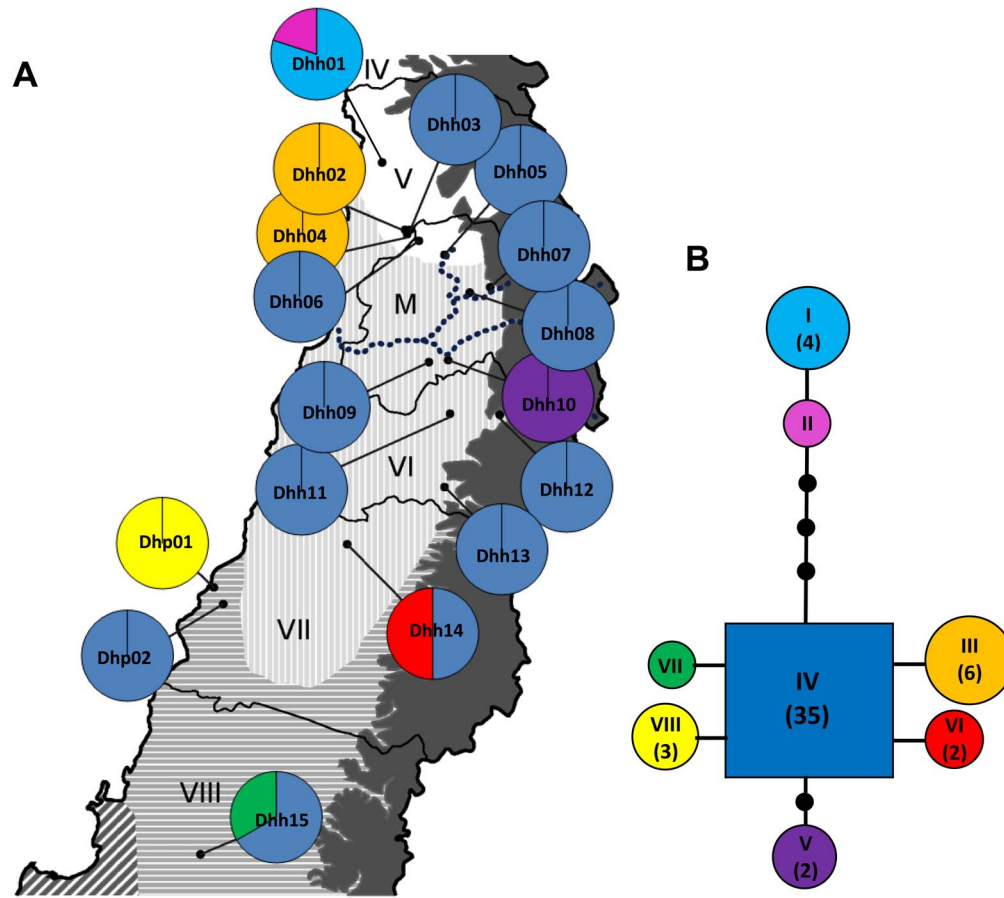 A
Dhh01
IV
Dhh03
V
Dhh02
Dhh05
Dhh04
Dhh07
Dhh06
M
Dhh08
Dhh09
Dhh10
VI
Dhh11
Dhh12
Dhp01
Dhh13
VII
Dhh14
Dhp02
VIII
Dhh15
B
I
(4)
II
IV
(35)
III
(6)
VII
VIII
(3)
VI
(2)
V
(2)